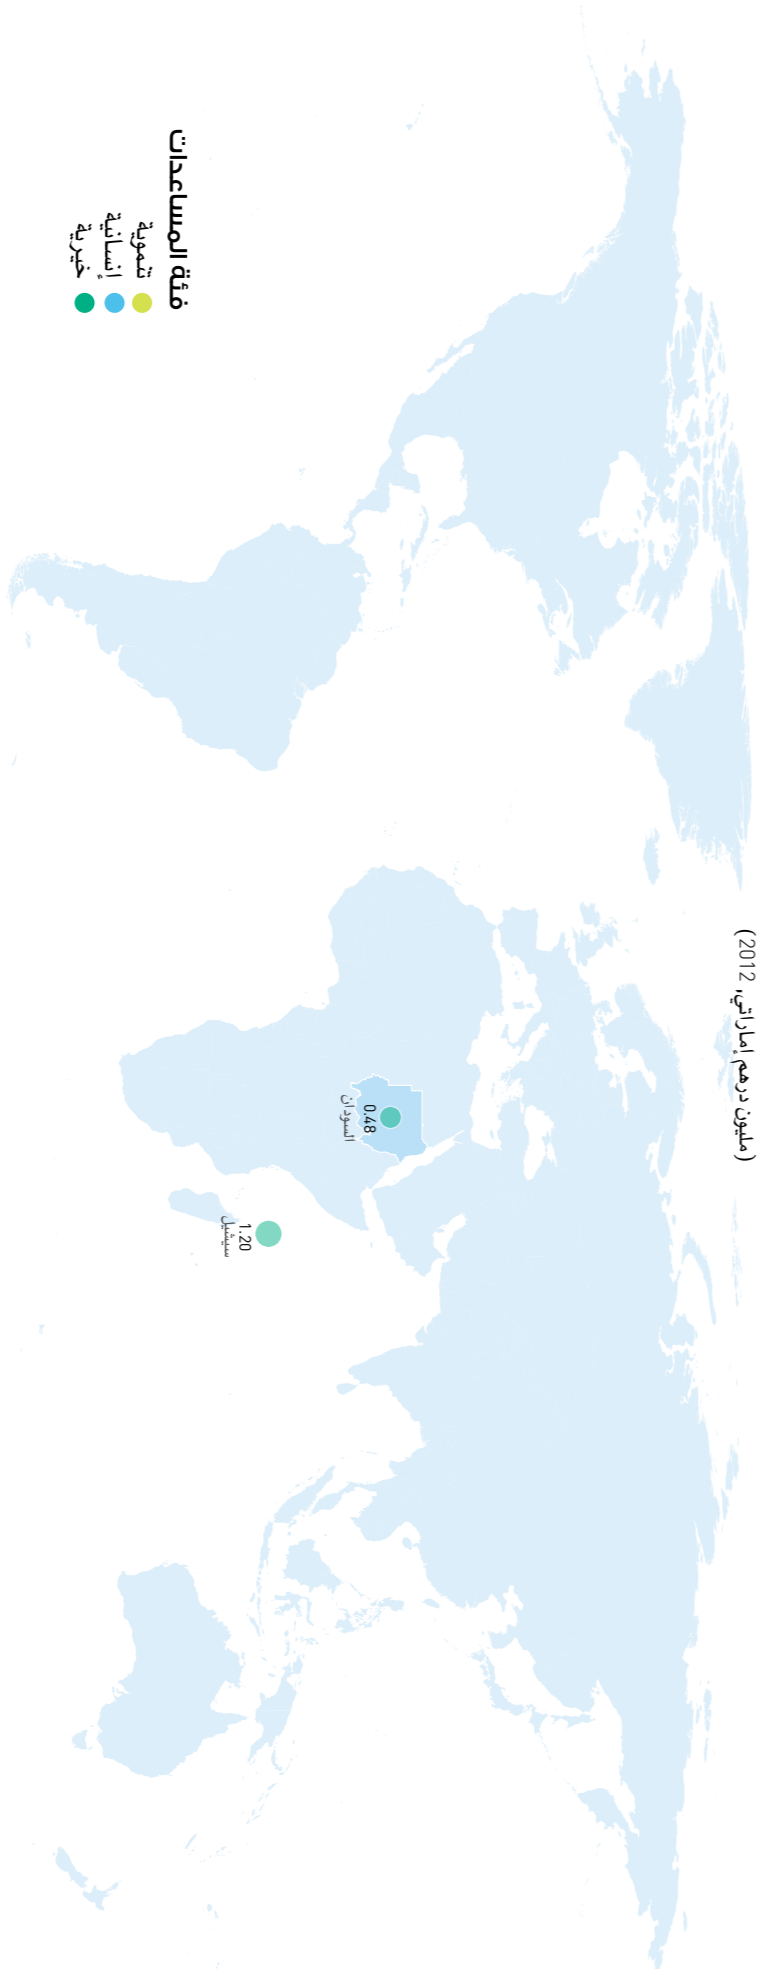 (مليون درهم إماراتي, 2012)
0.48
السودان
1.20
سيشيل
فئة المساعدات
تنموية
إنسانية
خيرية